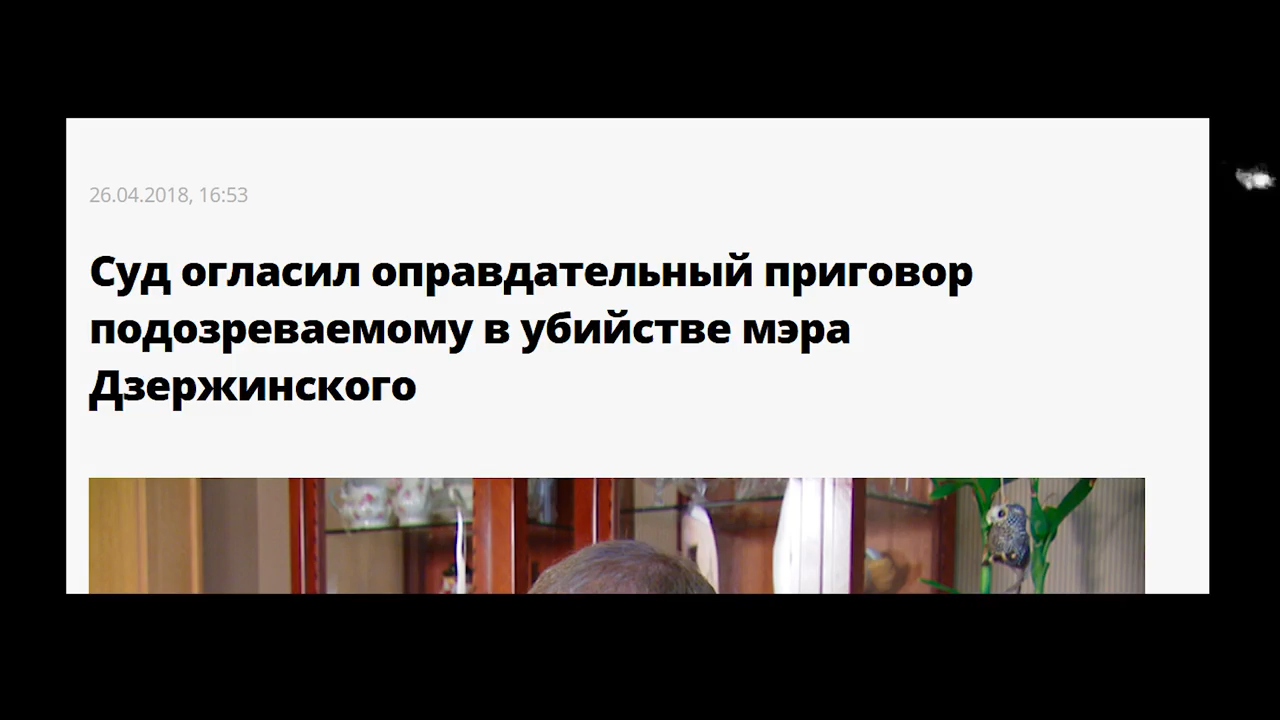 26.04.2018, 16:53
Суд огласил оправдательный приговор
подозреваемому в убийстве мэра
Дзержинского